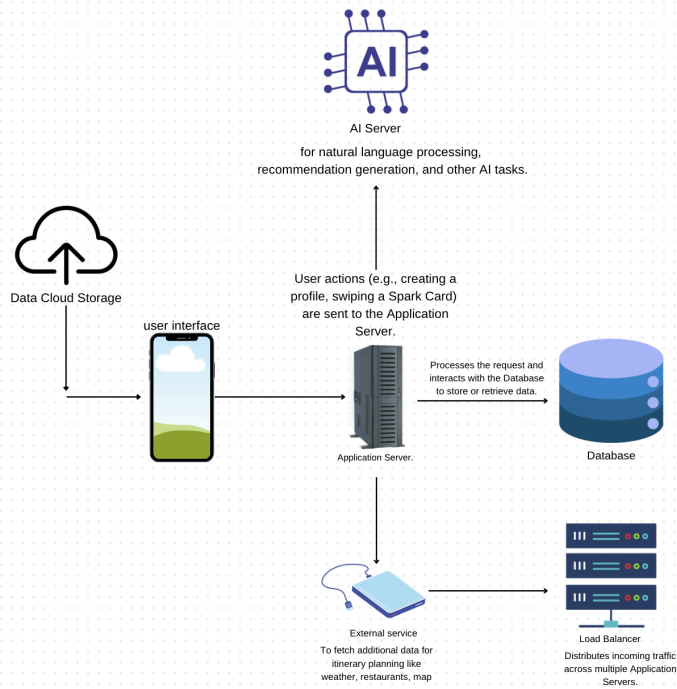 AI
AI Server
for natural language processing,
recommendation generation, and other AI tasks.
Data Cloud Storage
User actions (e.g., creating a
profile, swiping a Spark Card)
are sent to the Application
Server.
user interface
Processes the request and
interacts with the Database
to store or retrieve data.
Application Server.
Database
External service
To fetch additional data for
itinerary planning like
weather, restaurants, map
Load Balancer
Distributes incoming traffic
across multiple Application
Servers.